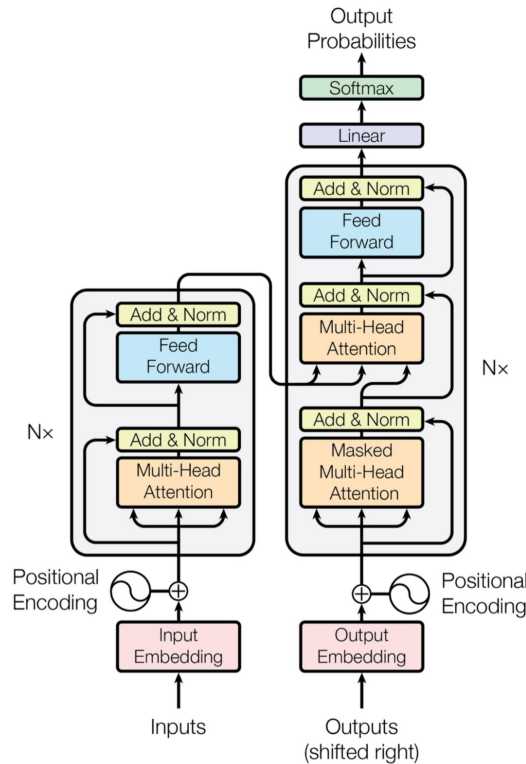 Output
Probabilities
Softmax
Linear
Add & Norm
Feed
Forward
Add & Norm
Multi-Head
Attention
Add & Norm
Masked
Multi-Head
Attention
N×
Add & Norm
Feed
Forward
Add & Norm
Multi-Head
Attention
N×
Positional
Encoding
Positional
Encoding
Input
Embedding
Output
Embedding
Inputs
Outputs
(shifted right)